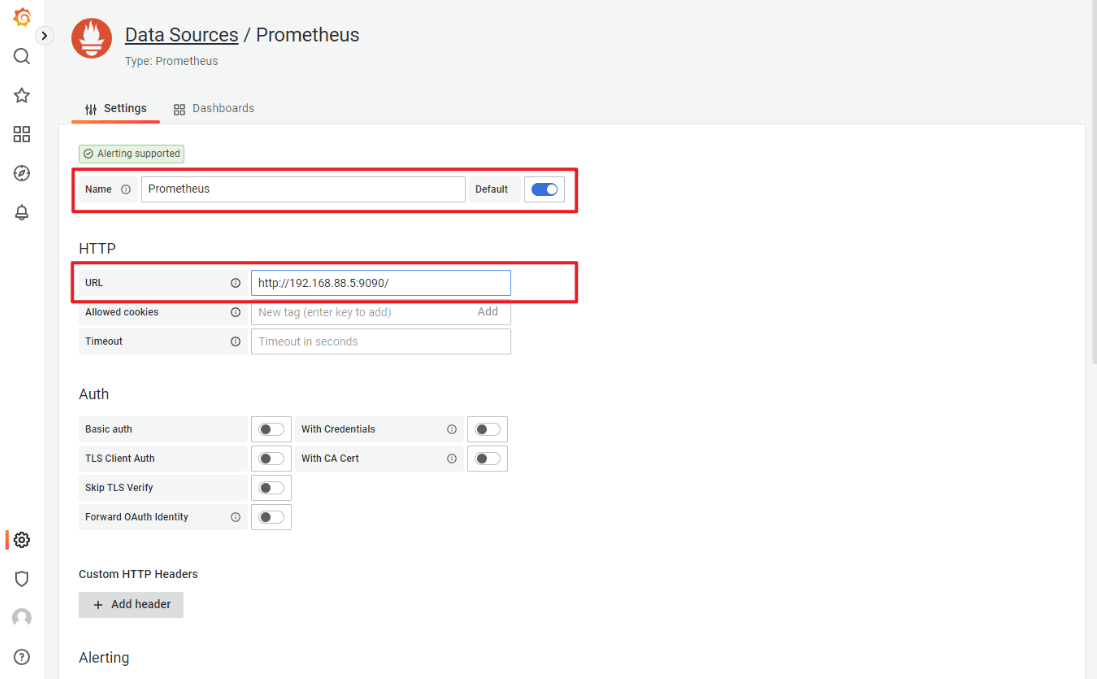 Data Sources / Prometheus
Type: Prometheus
Settings Dashboards
Alerting supported
Name Prometheus Default
HTTP
URL http://192.168.88.5:9090/
Allowed cookies New tag (enter key to add) Add
Timeout Timeout in seconds
Auth
Basic auth With Credentials
TLS Client Auth With CA Cert
Skip TLS Verify
Forward OAuth Identity
Custom HTTP Headers
+ Add header
Alerting